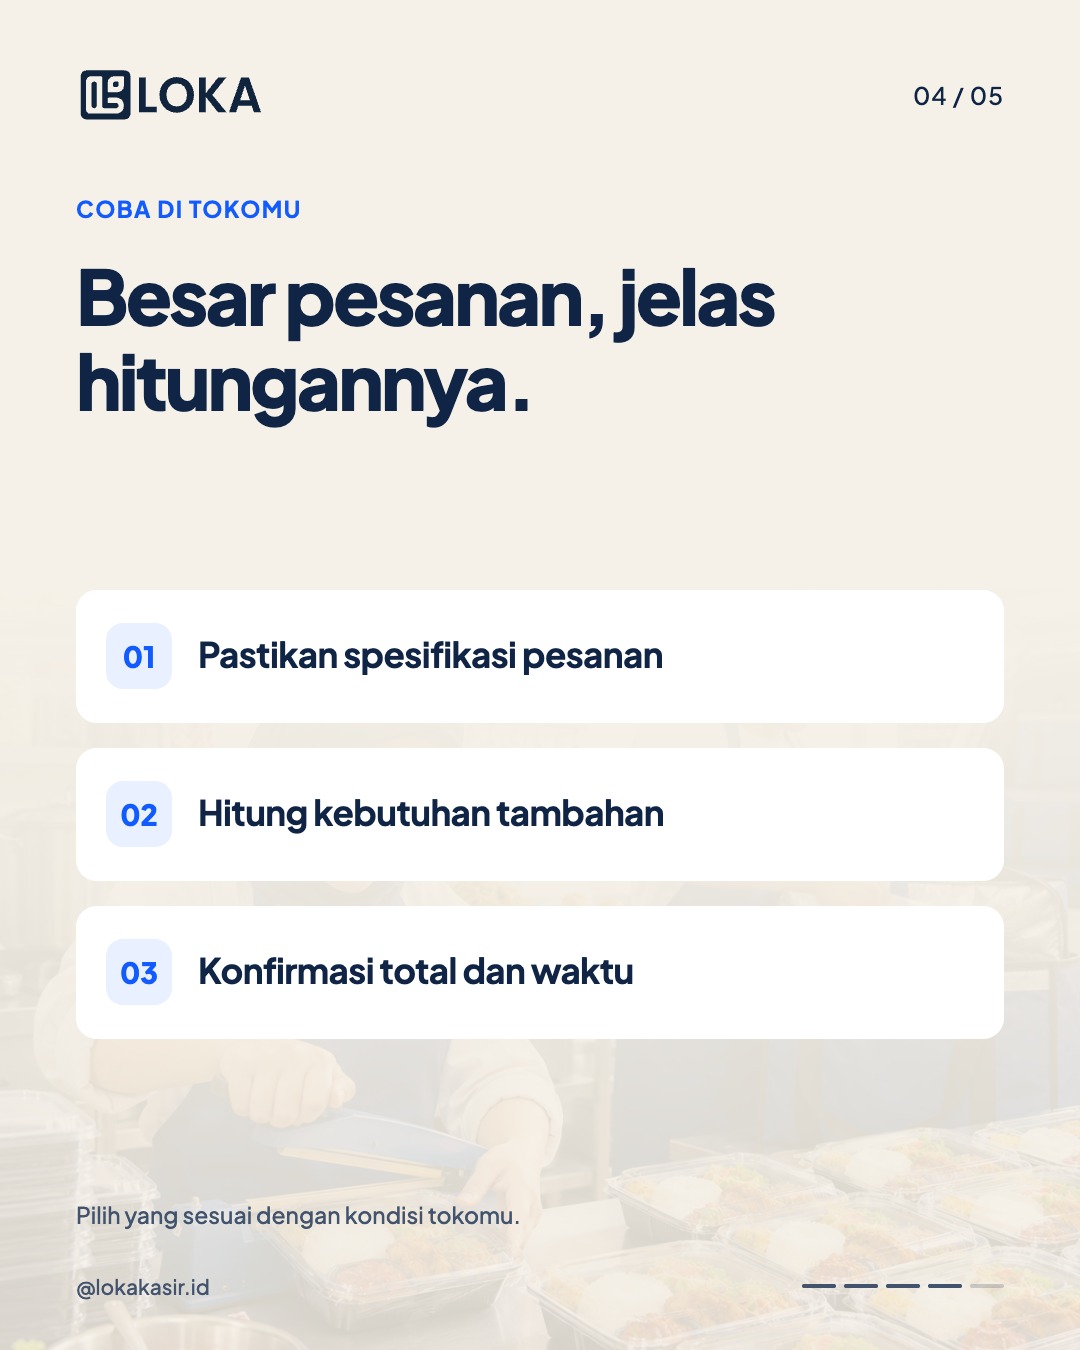 LOKA
04 / 05
COBA DI TOKOMU
Besar pesanan, jelas
hitungannya.
01 Pastikan spesifikasi pesanan
02 Hitung kebutuhan tambahan
03 Konfirmasi total dan waktu
Pilih yang sesuai dengan kondisi tokomu.
@lokakasir.id